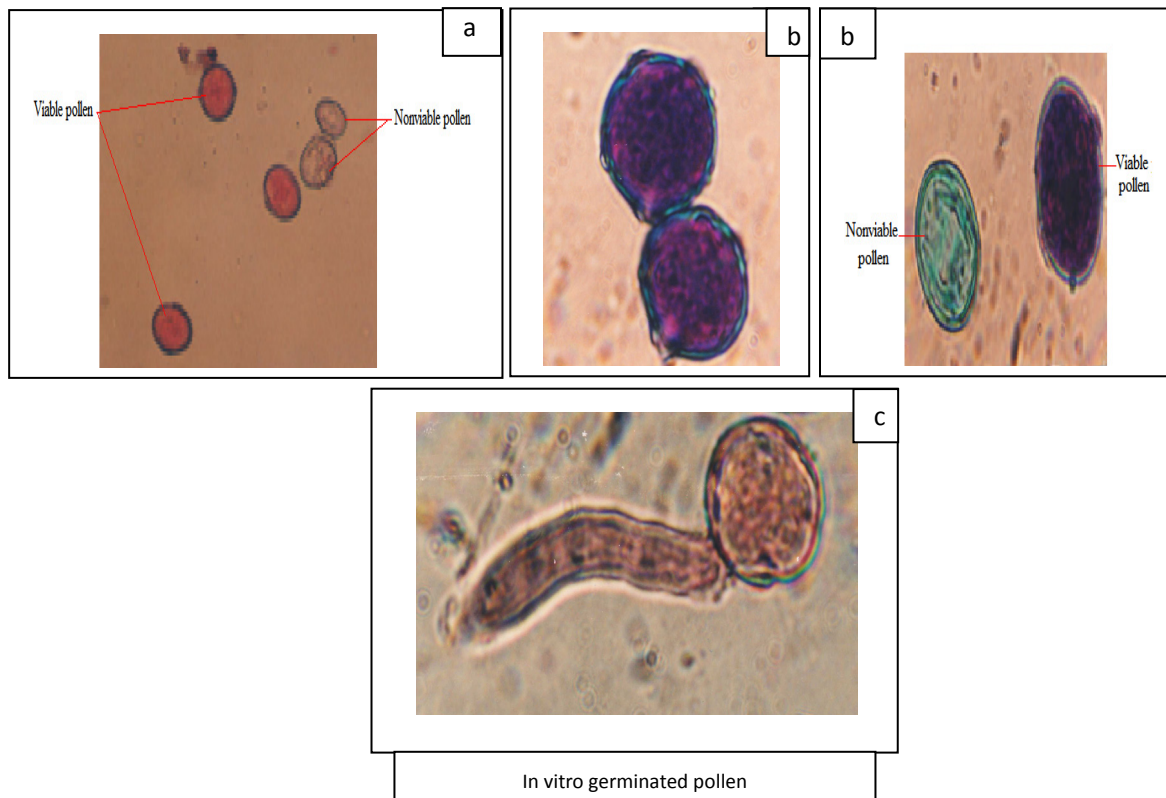 a
b
b
Viable pollen
Nonviable pollen
Viable
pollen
Nonviable
pollen
c
In vitro germinated pollen